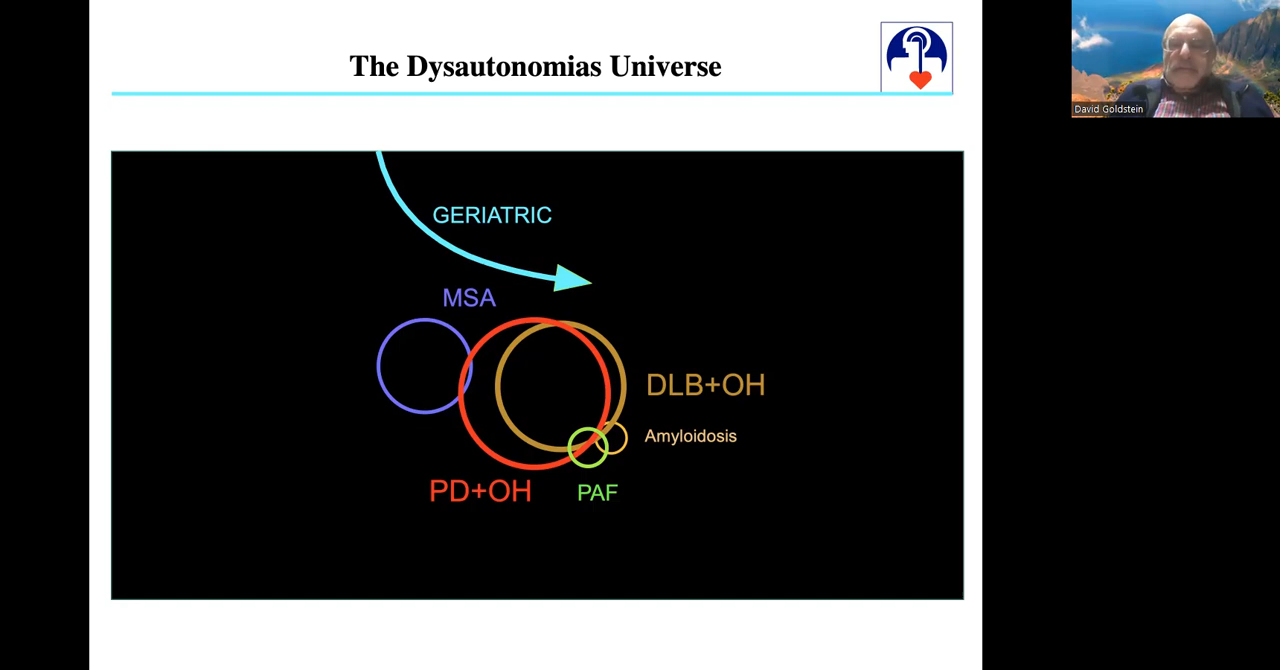 The Dysautonomias Universe
David Goldstein
GERIATRIC
MSA
DLB+OH
Amyloidosis
PD+OH
PAF